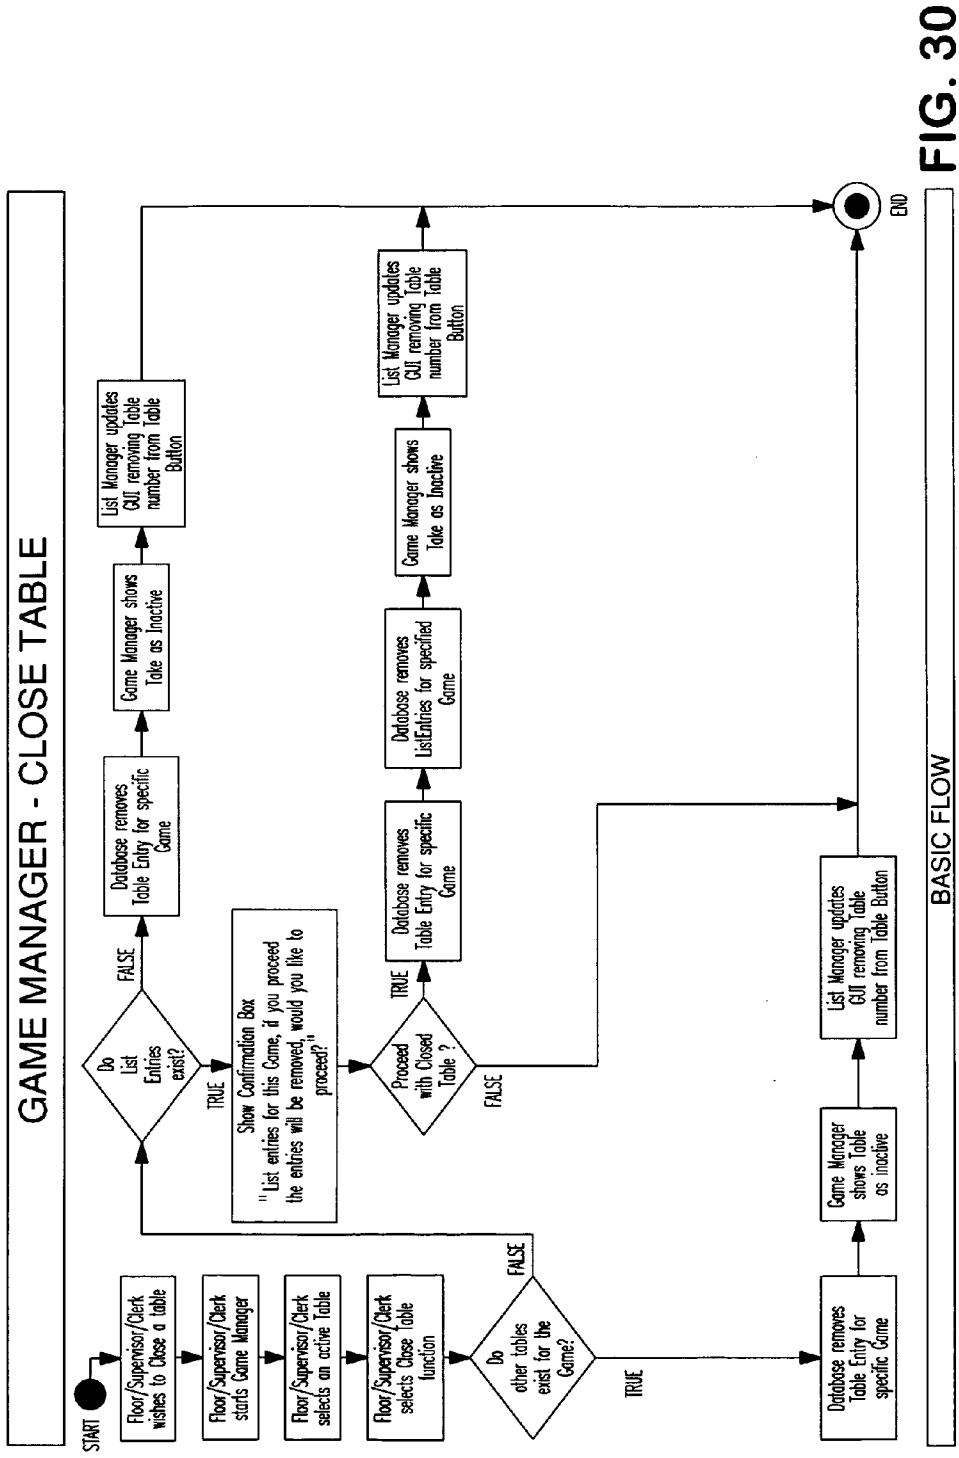 GAME MANAGER - CLOSE TABLE
START
Floor/Supervisor/Clerk
wishes to Close a table
Floor/Supervisor/Clerk
starts Game Manager
Floor/Supervisor/Clerk
selects an active Table
Floor/Supervisor/Clerk
selects Close Table
function
Do
other tables
exist for the
Game?
FALSE
TRUE
Do
List
Entries
exist?
FALSE
TRUE
Database removes
Table Entry for specific
Game
Game Manager shows
Take as Inactive
List Manager updates
GUI removing Table
number from Table
Button
Show Confirmation Box
"List entries for this Game, if you proceed
the entries will be removed, would you like to
proceed?"
Proceed
with Closed
Table ?
TRUE
FALSE
Database removes
Table Entry for specific
Game
Database removes
ListEntries for specified
Game
Game Manager shows
Take as Inactive
List Manager updates
GUI removing Table
number from Table
Button
Database removes
Table Entry for
specific Game
Game Manager
shows Table
as inactive
List Manager updates
GUI removing Table
number from Table Button
END
BASIC FLOW
FIG. 30